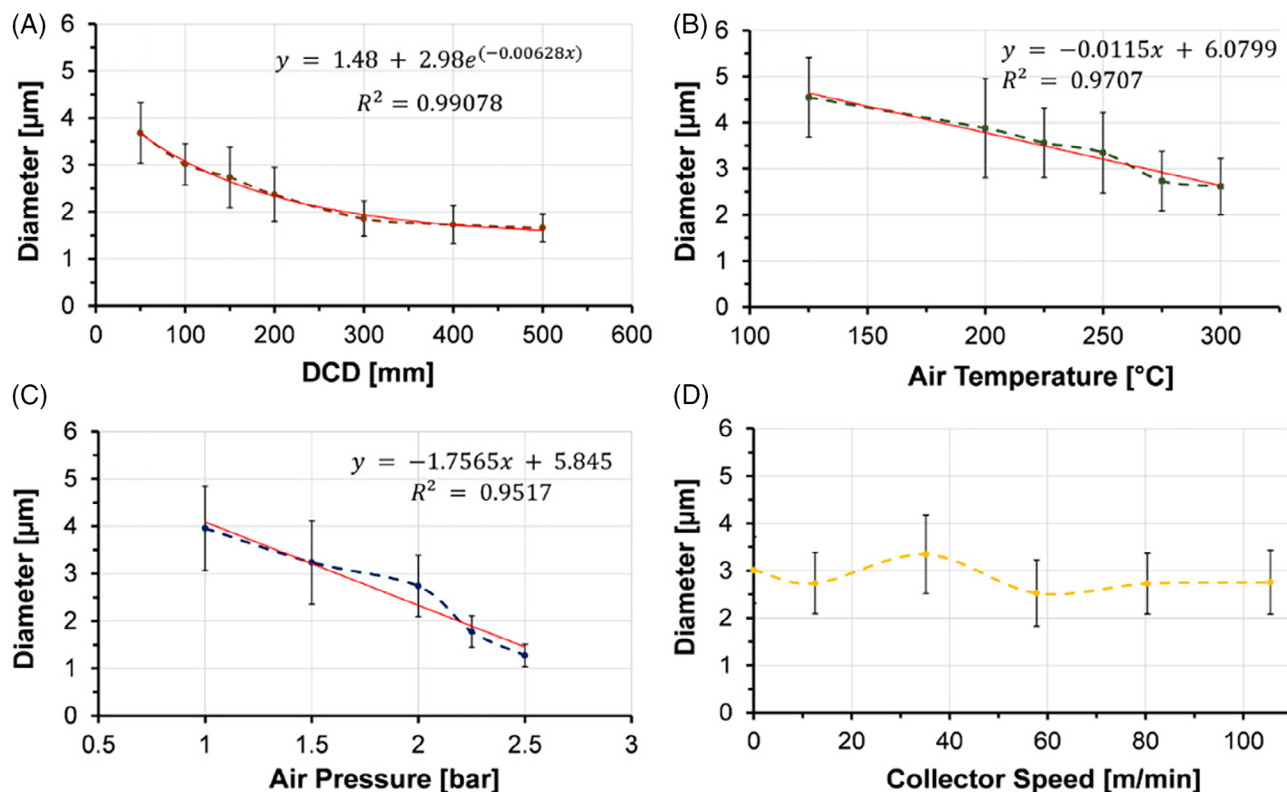 (A)
y = 1.48 + 2.98e^(−0.00628x)
R² = 0.99078
Diameter [µm]
6
5
4
3
2
1
0
0 100 200 300 400 500 600
DCD [mm]
(B)
y = −0.0115x + 6.0799
R² = 0.9707
Diameter [µm]
6
5
4
3
2
1
0
100 150 200 250 300
Air Temperature [°C]
(C)
y = −1.7565x + 5.845
R² = 0.9517
Diameter [µm]
6
5
4
3
2
1
0
0.5 1 1.5 2 2.5 3
Air Pressure [bar]
(D)
Diameter [µm]
6
5
4
3
2
1
0
0 20 40 60 80 100
Collector Speed [m/min]